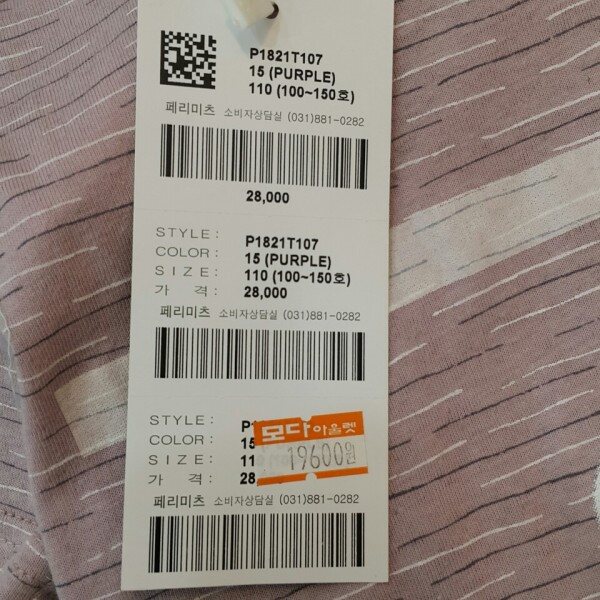 P1821T107
15 (PURPLE)
110 (100~150호)
페리미츠 소비자상담실 (031)881-0282
28,000
STYLE: P1821T107
COLOR: 15 (PURPLE)
SIZE: 110 (100~150호)
가 격: 28,000
페리미츠 소비자상담실 (031)881-0282
STYLE:
모다아울렛
COLOR: 15
SIZE:
19600원
가 격: 28,
페리미츠 소비자상담실 (031)881-0282